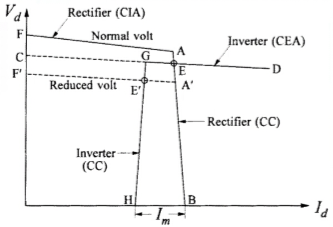 V_d
Rectifier (CIA)
F
Normal volt
A
Inverter (CEA)
C
G
E
D
F'
Reduced volt
E'
A'
Rectifier (CC)
Inverter
(CC)
H
B
I_d
I_m